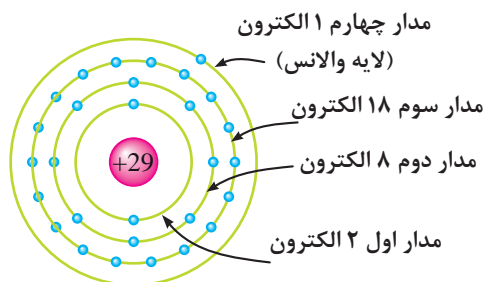 مدار چهارم ۱ الکترون
(لایه والانس)
مدار سوم ۱۸ الکترون
+29
مدار دوم ۸ الکترون
مدار اول ۲ الکترون